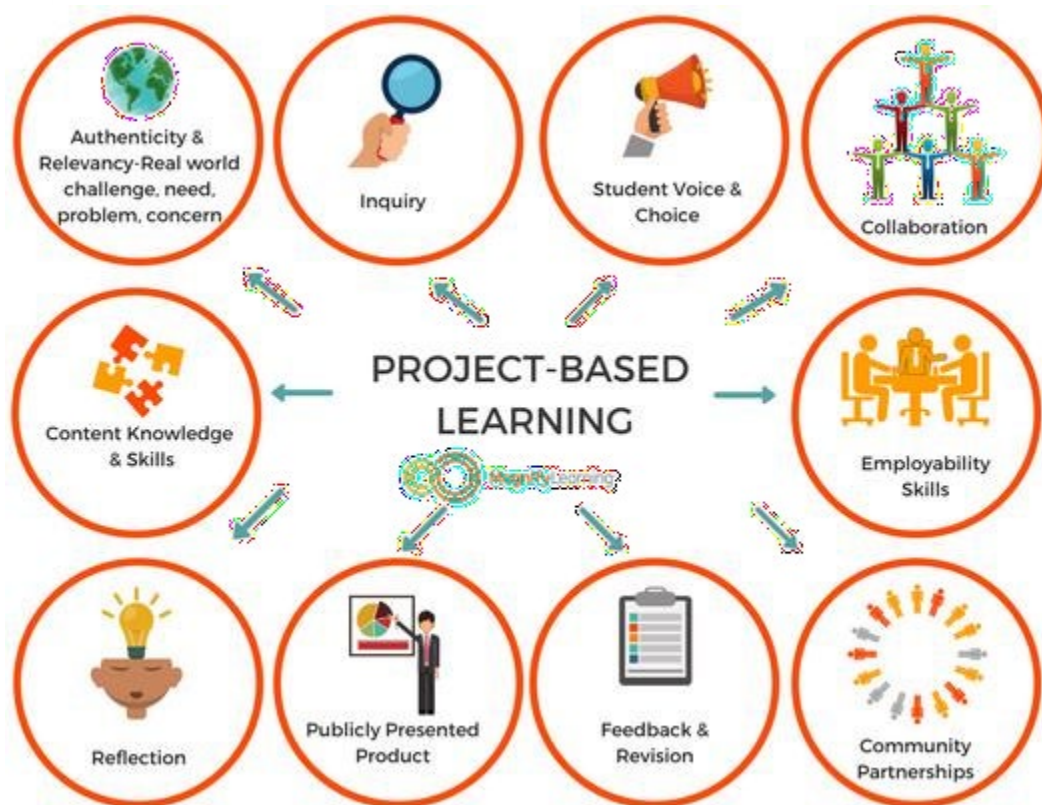 Authenticity &
Relevancy-Real world
challenge, need,
problem, concern
Inquiry
Student Voice &
Choice
Collaboration
PROJECT-BASED
LEARNING
Learning
Content Knowledge
& Skills
Employability
Skills
Reflection
Publicly Presented
Product
Feedback &
Revision
Community
Partnerships